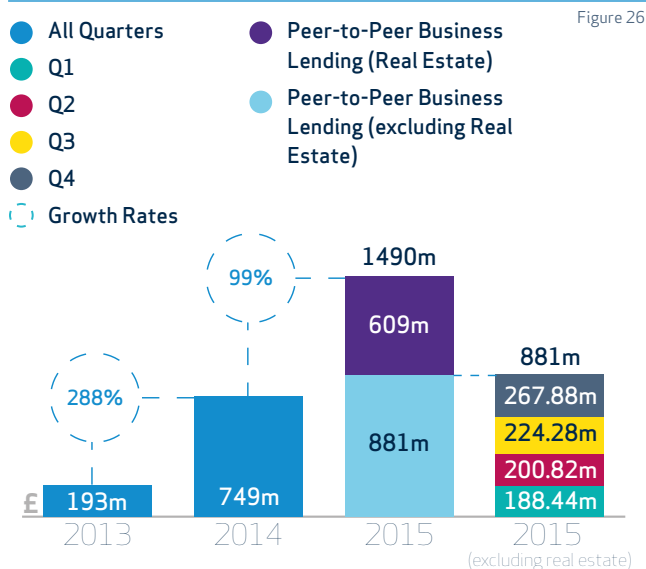 Figure 26
All Quarters
Q1
Q2
Q3
Q4
Growth Rates
Peer-to-Peer Business
Lending (Real Estate)
Peer-to-Peer Business
Lending (excluding Real
Estate)
1490m
99%
609m
881m
288%
267.88m
881m
224.28m
200.82m
£
193m
749m
188.44m
2013
2014
2015
2015
(excluding real estate)